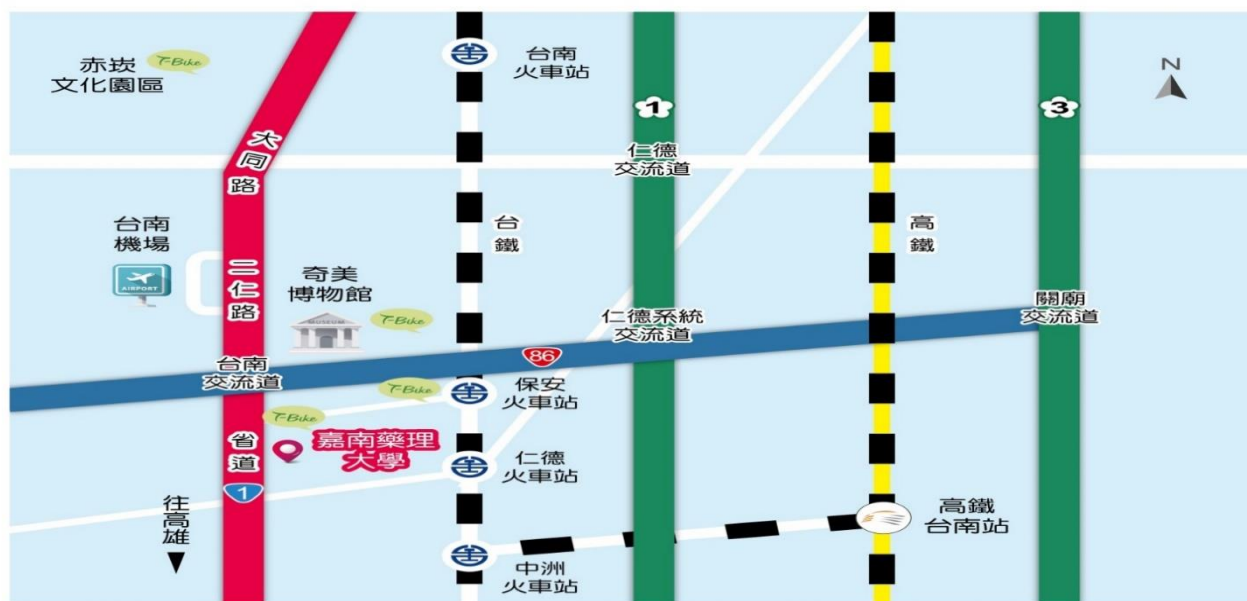 赤崁
文化園區
T-Bike
台南
火車站
N
1
3
大同路
仁德
交流道
台鐵
高鐵
台南
機場
AIRPORT
二仁路
奇美
博物館
MUSEUM
T-Bike
仁德系統
交流道
關廟
交流道
86
台南
交流道
T-Bike
保安
火車站
T-Bike
省道
1
嘉南藥理
大學
仁德
火車站
往高雄
高鐵
台南站
中洲
火車站